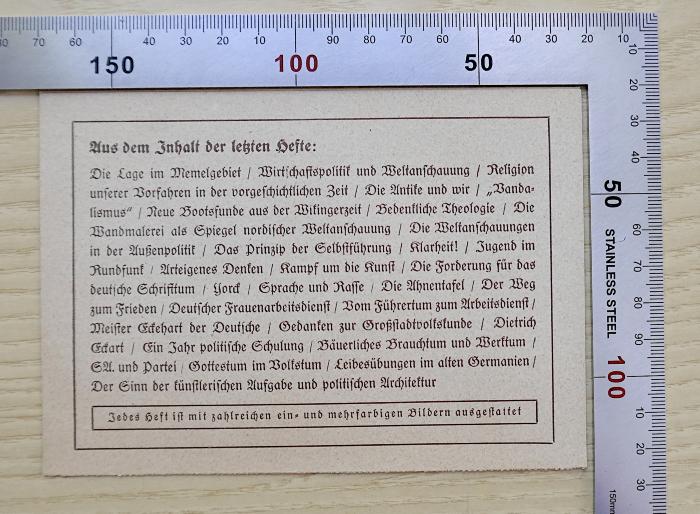 80 70 60 150 40 30 20 10 100 90 80 70 60 50 40 30 20 10
10
20
30
40
50
60
70
80
90
100
10
20
30
150mm
STAINLESS STEEL
Aus dem Inhalt der letzten Hefte:
Die Lage im Memelgebiet / Wirtschaftspolitik und Weltanschauung / Religion
unserer Vorfahren in der vorgeschichtlichen Zeit / Die Antike und wir / „Vanda-
lismus“ / Neue Bootsfunde aus der Wikingerzeit / Bedenkliche Theologie / Die
Wandmalerei als Spiegel nordischer Weltanschauung / Die Weltanschauungen
in der Außenpolitik / Das Prinzip der Selbstführung / Klarheit! / Jugend im
Rundfunk / Arteigenes Denken / Kampf um die Kunst / Die Forderung für das
deutsche Schrifttum / Yorck / Sprache und Rasse / Die Ahnentafel / Der Weg
zum Frieden / Deutscher Frauenarbeitsdienst / Vom Führertum zum Arbeitsdienst /
Meister Eckehart der Deutsche / Gedanken zur Großstadtvolkskunde / Dietrich
Eckart / Ein Jahr politische Schulung / Bäuerliches Brauchtum und Werktum /
SA. und Partei / Gottestum im Volkstum / Leibesübungen im alten Germanien /
Der Sinn der künstlerischen Aufgabe und politischen Architektur
Jedes Heft ist mit zahlreichen ein- und mehrfarbigen Bildern ausgestattet